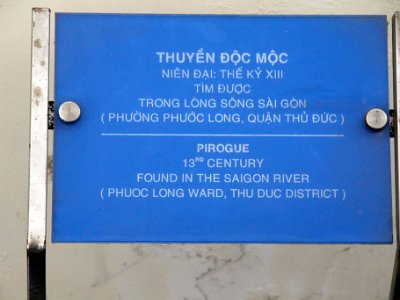 THUYỀN ĐỘC MỘC
NIÊN ĐẠI: THẾ KỶ XIII
TÌM ĐƯỢC
TRONG LÒNG SÔNG SÀI GÒN
( PHƯỜNG PHƯỚC LONG, QUẬN THỦ ĐỨC )
PIROGUE
13RD CENTURY
FOUND IN THE SAIGON RIVER
( PHUOC LONG WARD, THU DUC DISTRICT )